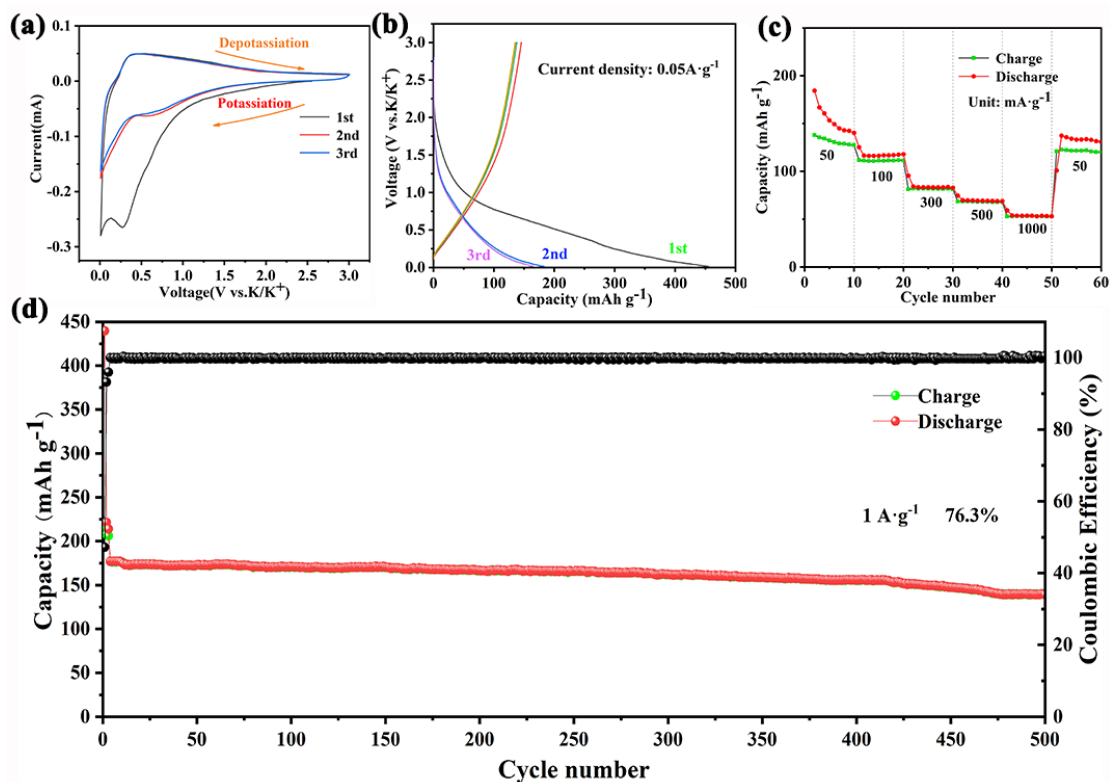 (a)
Depotassiation
Potassiation
1st
2nd
3rd
Current(mA)
0.1
0.0
-0.1
-0.2
-0.3
0.0 0.5 1.0 1.5 2.0 2.5 3.0
Voltage(V vs.K/K+)
(b)
Current density: 0.05A·g-1
Voltage (V vs.K/K+)
3.0
2.5
2.0
1.5
1.0
0.5
0.0
3rd 2nd 1st
0 100 200 300 400 500
Capacity (mAh g-1)
(c)
Charge
Discharge
Unit: mA·g-1
Capacity (mAh g-1)
200
100
0
50 100 300 500 1000 50
0 10 20 30 40 50 60
Cycle number
(d)
Capacity (mAh g-1)
450
400
350
300
250
200
150
100
50
0
Charge
Discharge
1 A·g-1 76.3%
Coulombic Efficiency (%)
100
80
60
40
20
0
0 50 100 150 200 250 300 350 400 450 500
Cycle number